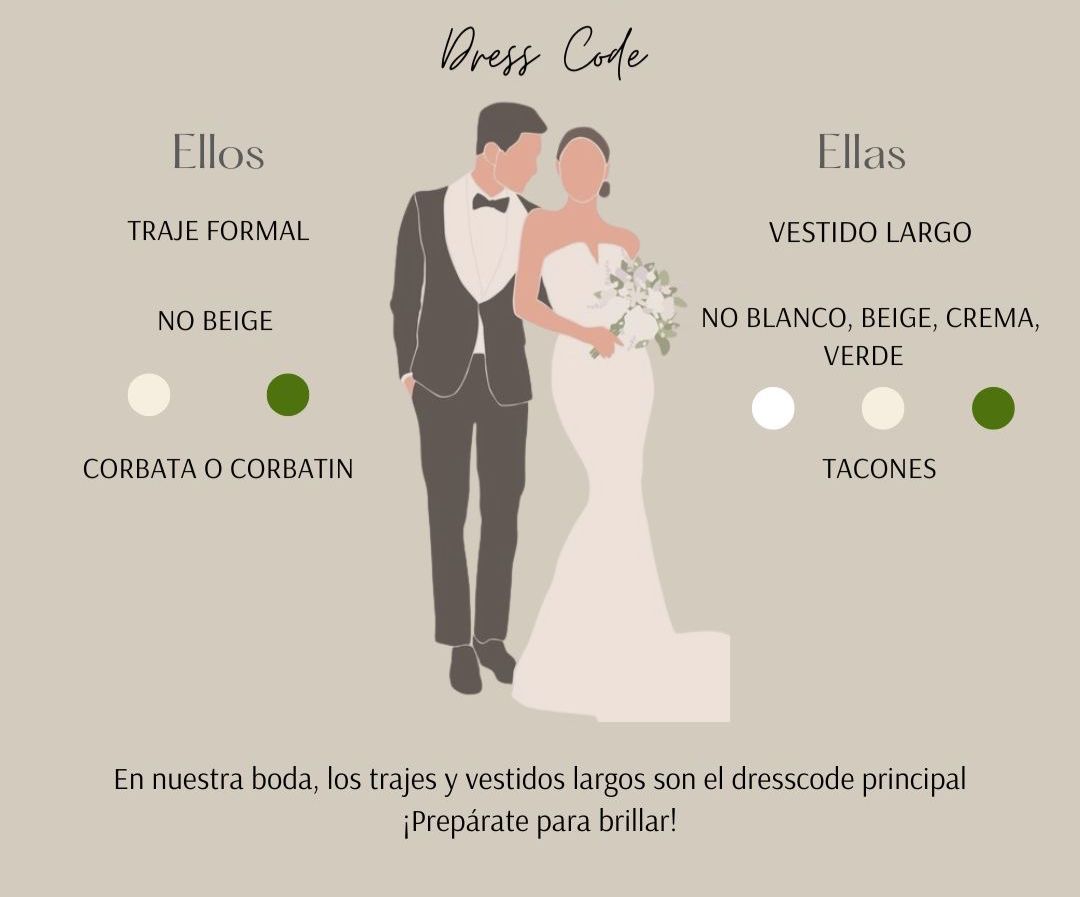 Dress Code
Ellos
TRAJE FORMAL
NO BEIGE
CORBATA O CORBATIN
Ellas
VESTIDO LARGO
NO BLANCO, BEIGE, CREMA,
VERDE
TACONES
En nuestra boda, los trajes y vestidos largos son el dresscode principal
¡Prepárate para brillar!